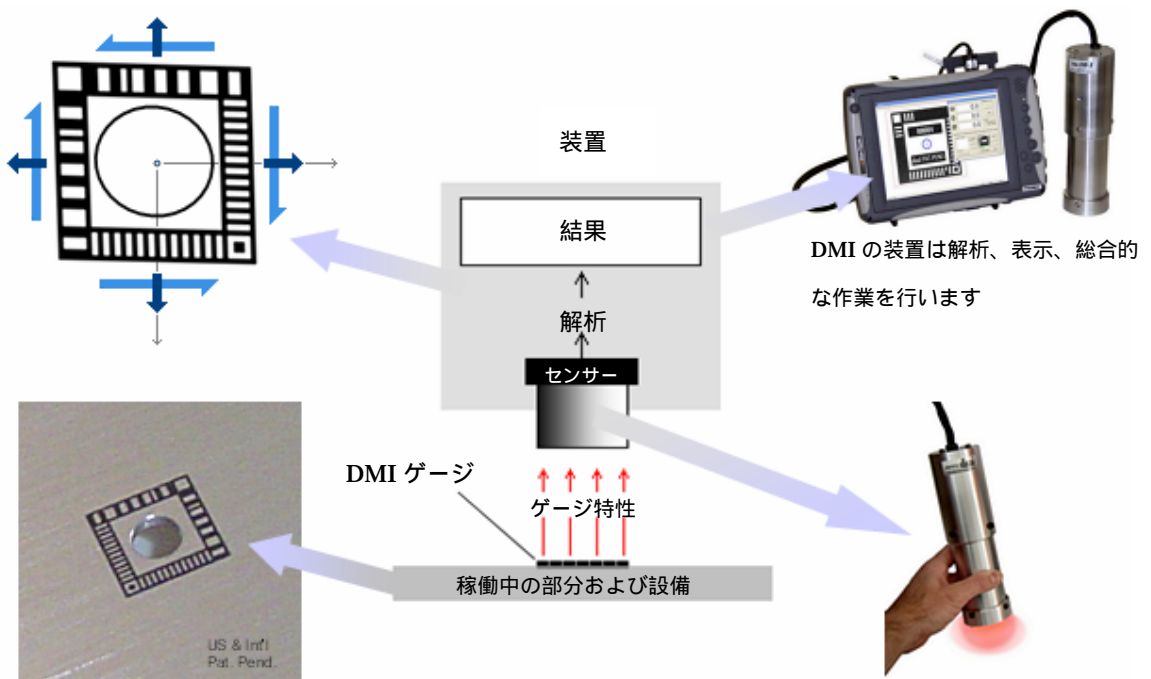 装置
結果
DMI の装置は解析、表示、総合的
な作業を行います
解析
センサー
DMI ゲージ
ゲージ特性
稼働中の部分および設備
US & Int'l
Pat. Pend.